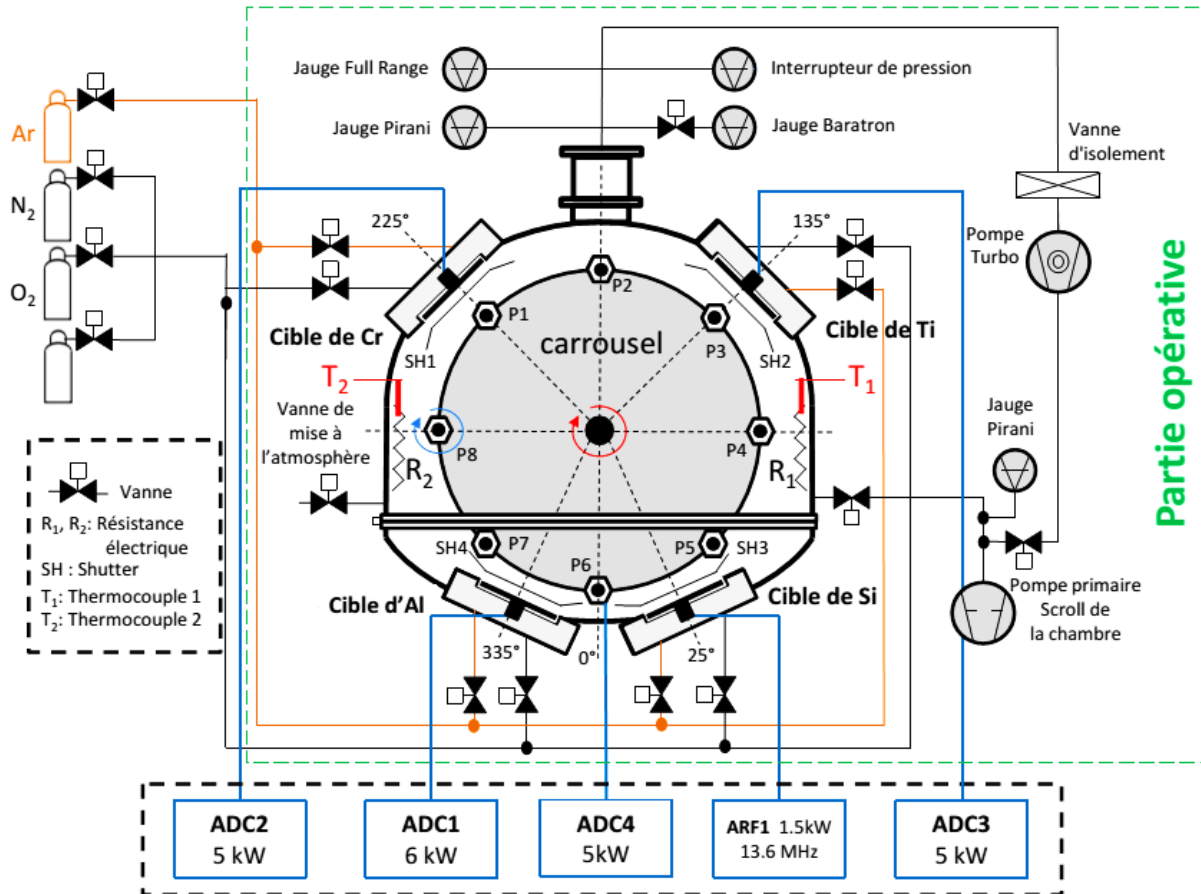 Jauge Full Range
Interrupteur de pression
Jauge Pirani
Jauge Baratron
Ar
N₂
O₂
Vanne
d'isolement
Pompe
Turbo
225°
135°
P2
P1
P3
Cible de Cr
SH1
carrousel
SH2
Cible de Ti
T₂
T₁
Vanne de
mise à
l'atmosphère
P8
R₂
P4
R₁
Jauge
Pirani
Partie opérative
Vanne
R₁, R₂: Résistance
électrique
SH : Shutter
T₁: Thermocouple 1
T₂: Thermocouple 2
SH4
P7
P6
P5
SH3
Cible d'Al
Cible de Si
335°
0°
25°
Pompe primaire
Scroll de
la chambre
ADC2
5 kW
ADC1
6 kW
ADC4
5kW
ARF1 1.5kW
13.6 MHz
ADC3
5 kW